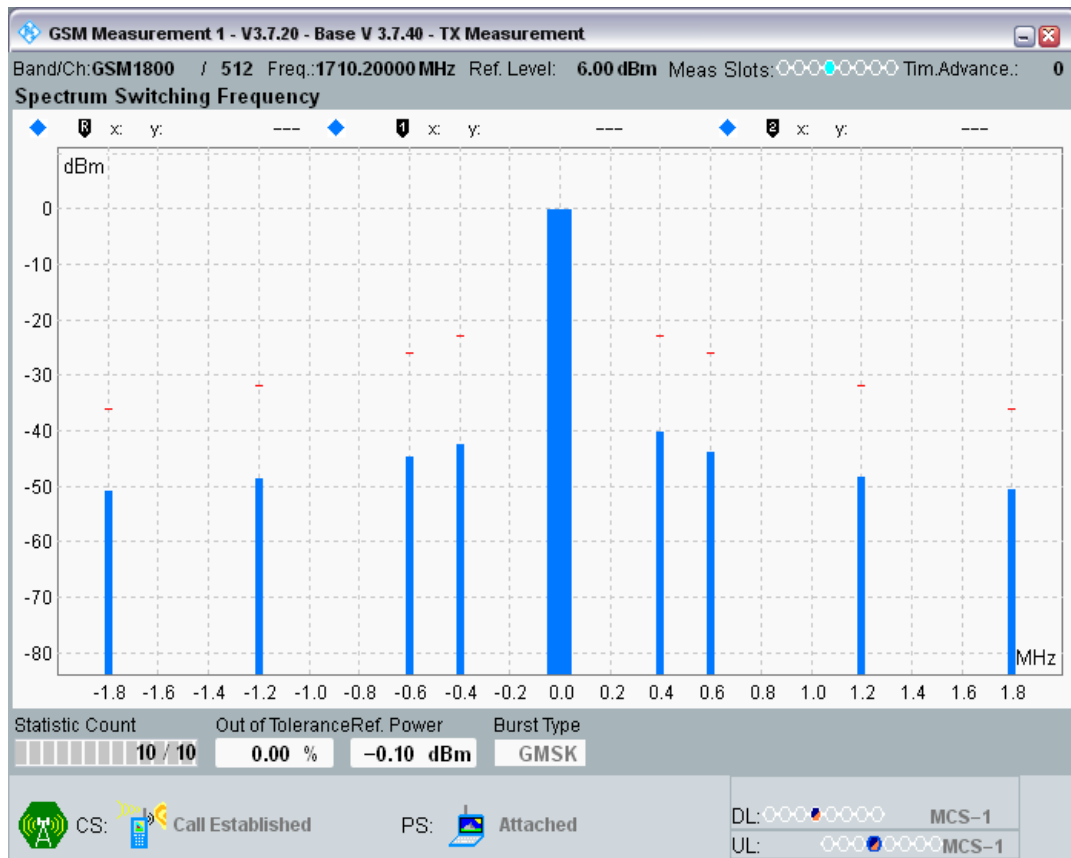 GSM Measurement 1 - V3.7.20 - Base V 3.7.40 - TX Measurement
Band/Ch:GSM1800 / 512 Freq.:1710.20000 MHz Ref. Level: 6.00 dBm Meas Slots: Tim.Advance.: 0
Spectrum Switching Frequency
R x: y: --- 1 x: y: --- 2 x: y: ---
dBm
0
-10
-20
-30
-40
-50
-60
-70
-80
MHz
-1.8 -1.6 -1.4 -1.2 -1.0 -0.8 -0.6 -0.4 -0.2 0.0 0.2 0.4 0.6 0.8 1.0 1.2 1.4 1.6 1.8
Statistic Count Out of Tolerance Ref. Power Burst Type
10 / 10 0.00 % −0.10 dBm GMSK
CS: Call Established PS: Attached
DL: MCS−1
UL: MCS−1